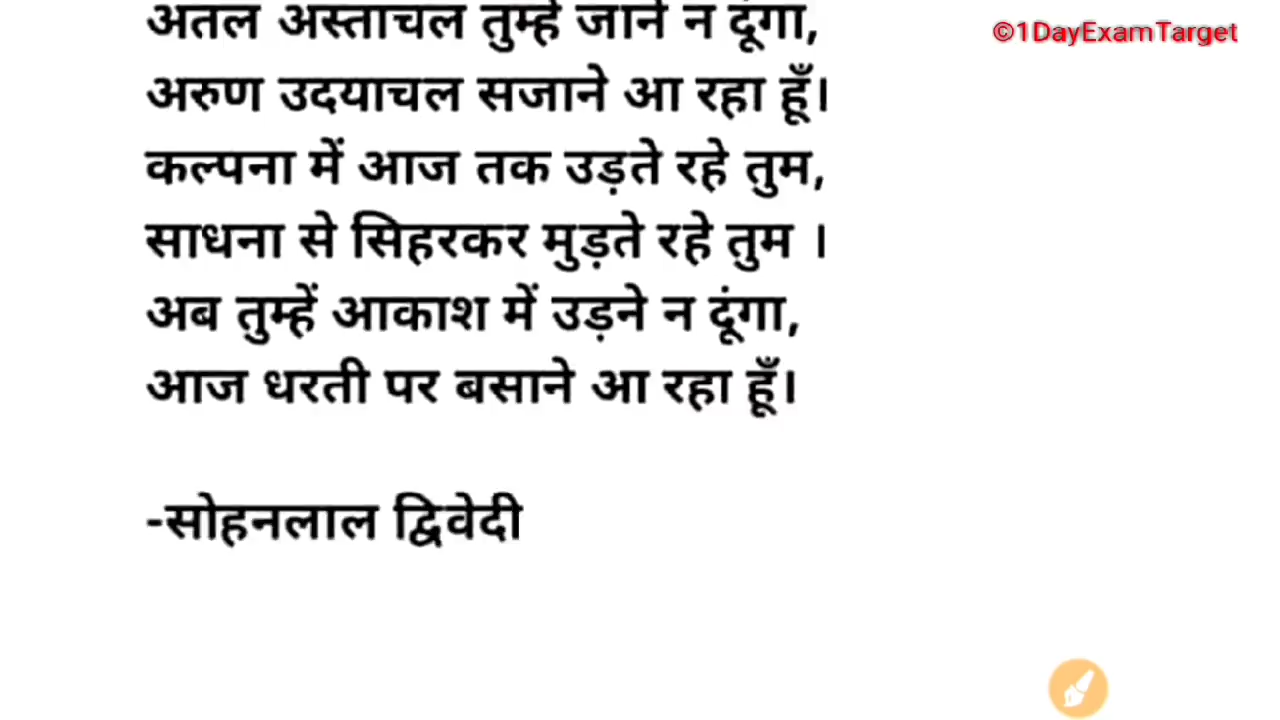 अतल अस्ताचल तुम्हें जाने न दूंगा,
©1DayExamTarget
अरुण उदयाचल सजाने आ रहा हूँ।
कल्पना में आज तक उड़ते रहे तुम,
साधना से सिहरकर मुड़ते रहे तुम ।
अब तुम्हें आकाश में उड़ने न दूंगा,
आज धरती पर बसाने आ रहा हूँ।
-सोहनलाल द्विवेदी